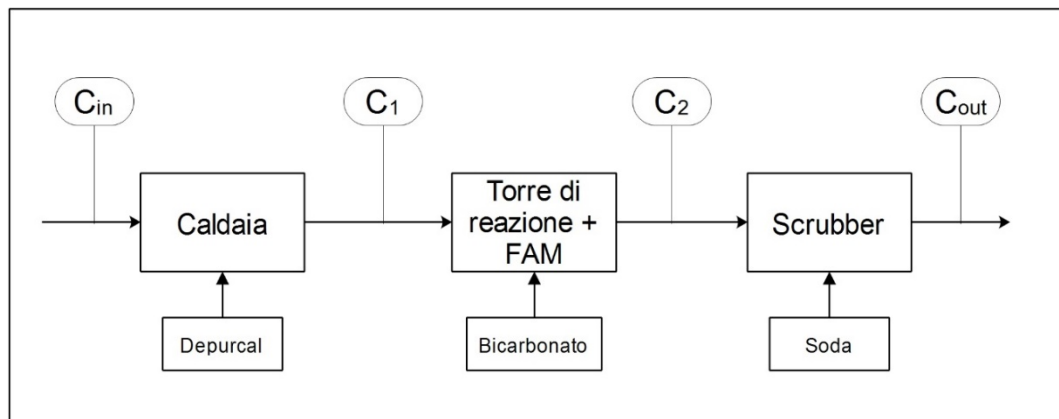 Cin
C1
C2
Cout
Caldaia
Torre di
reazione +
FAM
Scrubber
Depurcal
Bicarbonato
Soda